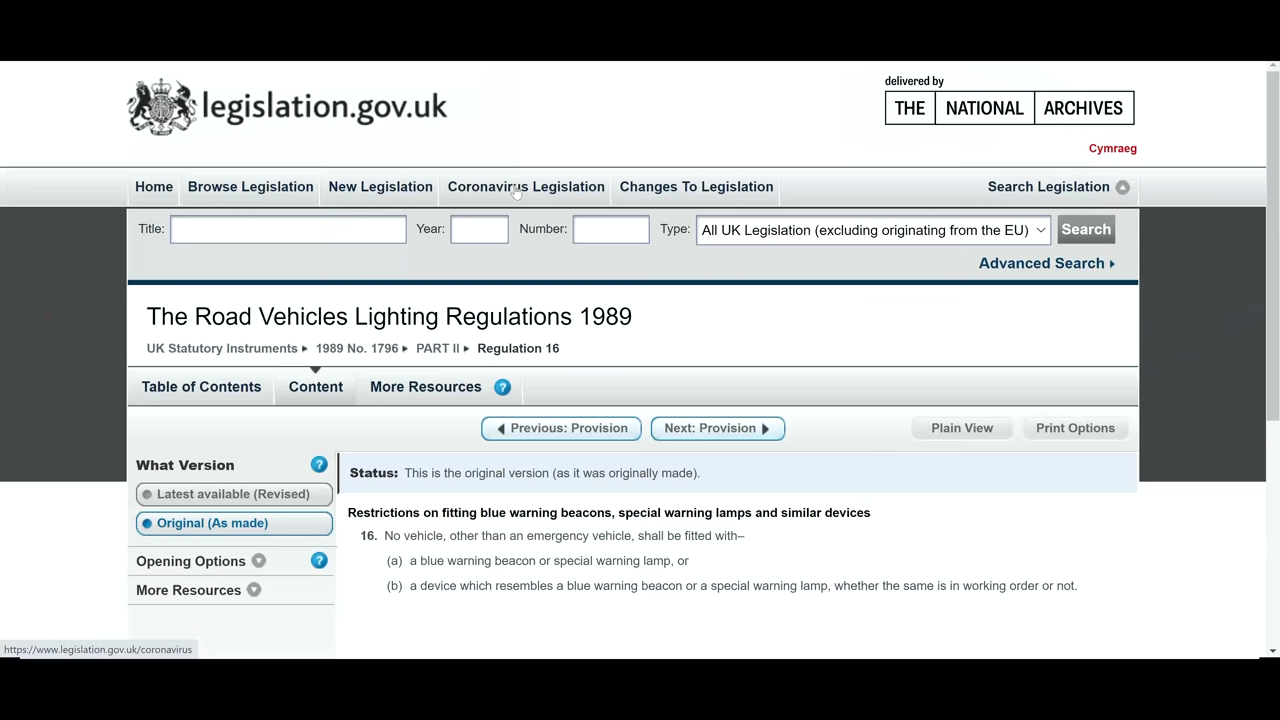 legislation.gov.uk
delivered by
THE NATIONAL ARCHIVES
Cymraeg
Home Browse Legislation New Legislation Coronavirus Legislation Changes To Legislation Search Legislation
Title: Year: Number: Type: All UK Legislation (excluding originating from the EU) Search
Advanced Search
The Road Vehicles Lighting Regulations 1989
UK Statutory Instruments 1989 No. 1796 PART II Regulation 16
Table of Contents Content More Resources ?
Previous: Provision Next: Provision Plain View Print Options
What Version ?
Latest available (Revised)
Original (As made)
Opening Options ?
More Resources
Status: This is the original version (as it was originally made).
Restrictions on fitting blue warning beacons, special warning lamps and similar devices
16. No vehicle, other than an emergency vehicle, shall be fitted with–
(a) a blue warning beacon or special warning lamp, or
(b) a device which resembles a blue warning beacon or a special warning lamp, whether the same is in working order or not.
https://www.legislation.gov.uk/coronavirus